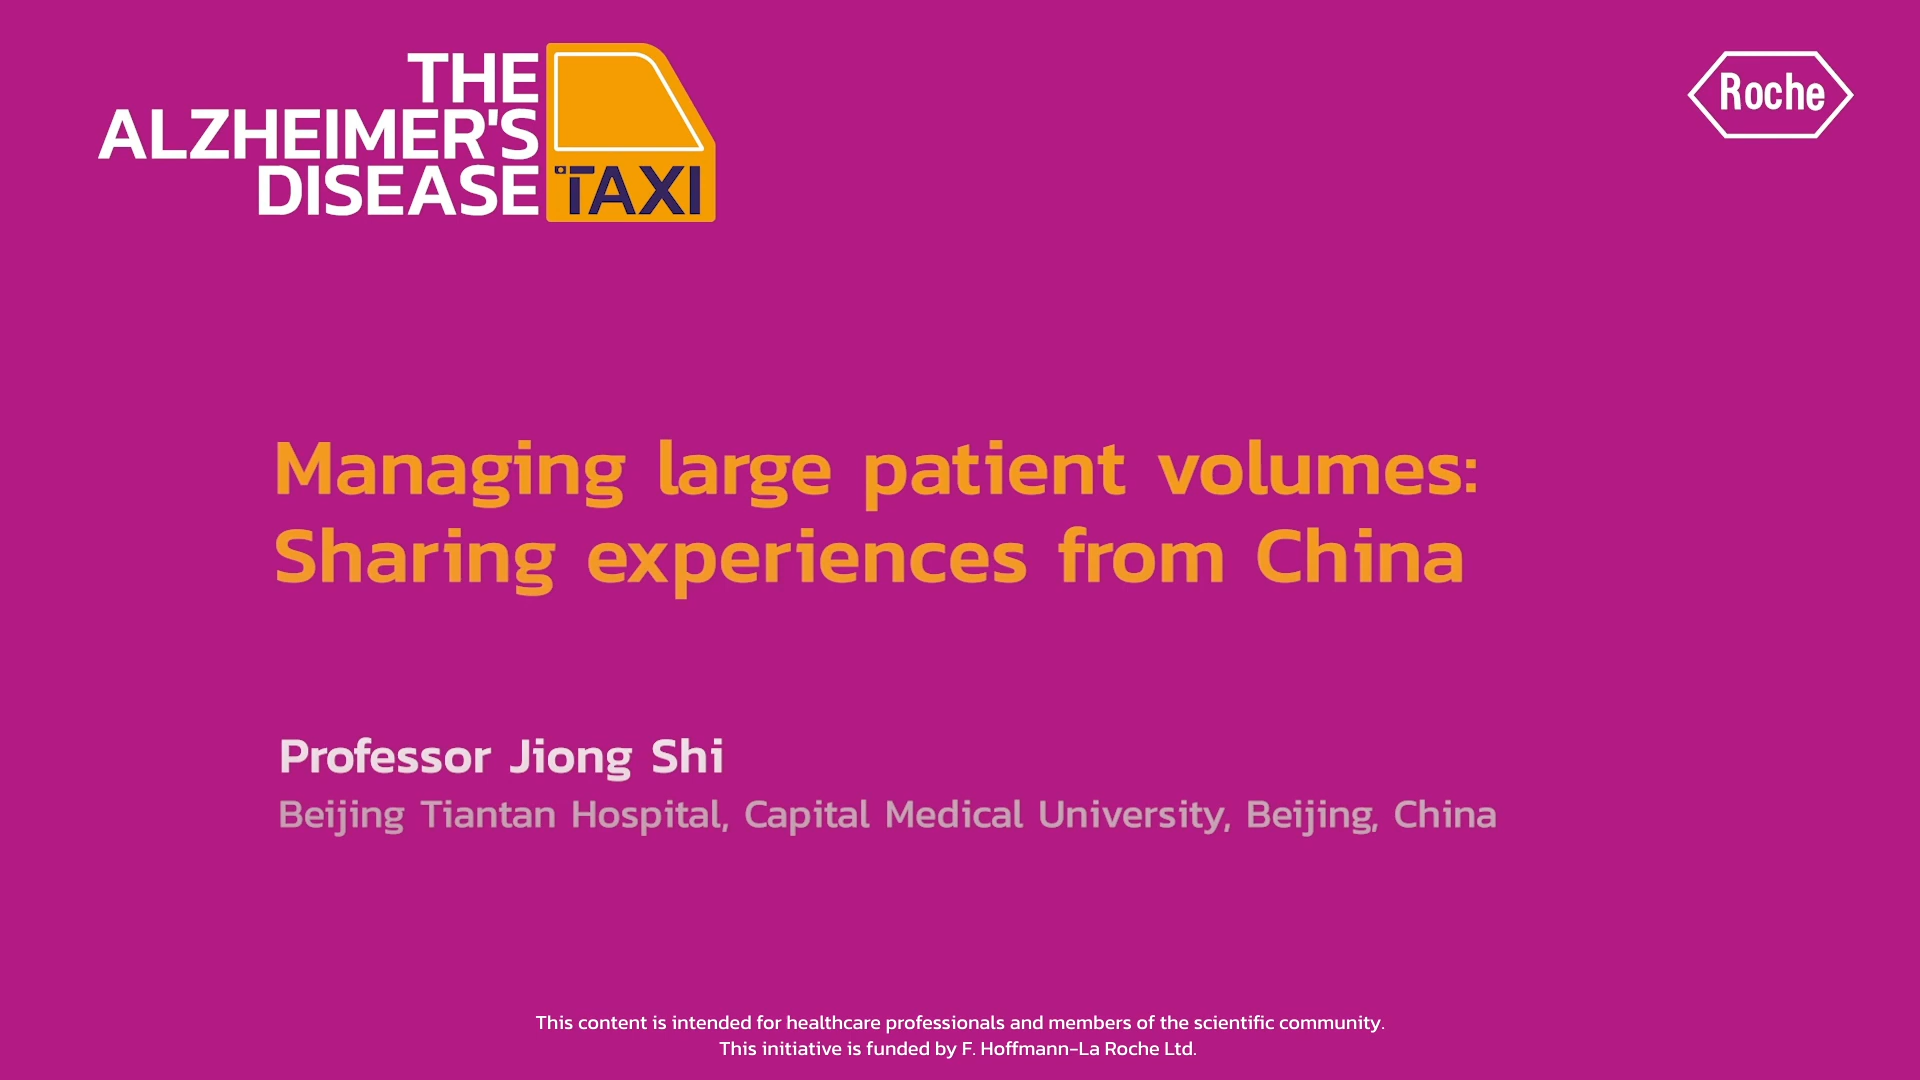 THE
ALZHEIMER'S
DISEASE TAXI
Roche
Managing large patient volumes:
Sharing experiences from China
Professor Jiong Shi
Beijing Tiantan Hospital, Capital Medical University, Beijing, China
This content is intended for healthcare professionals and members of the scientific community.
This initiative is funded by F. Hoffmann-La Roche Ltd.